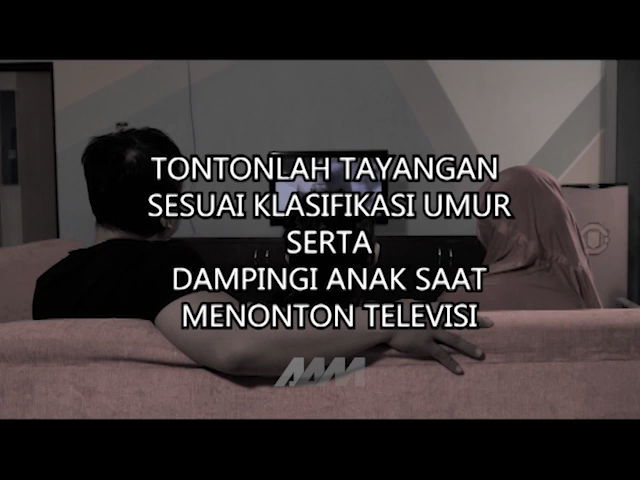 TONTONLAH TAYANGAN
SESUAI KLASIFIKASI UMUR
SERTA
DAMPINGI ANAK SAAT
MENONTON TELEVISI